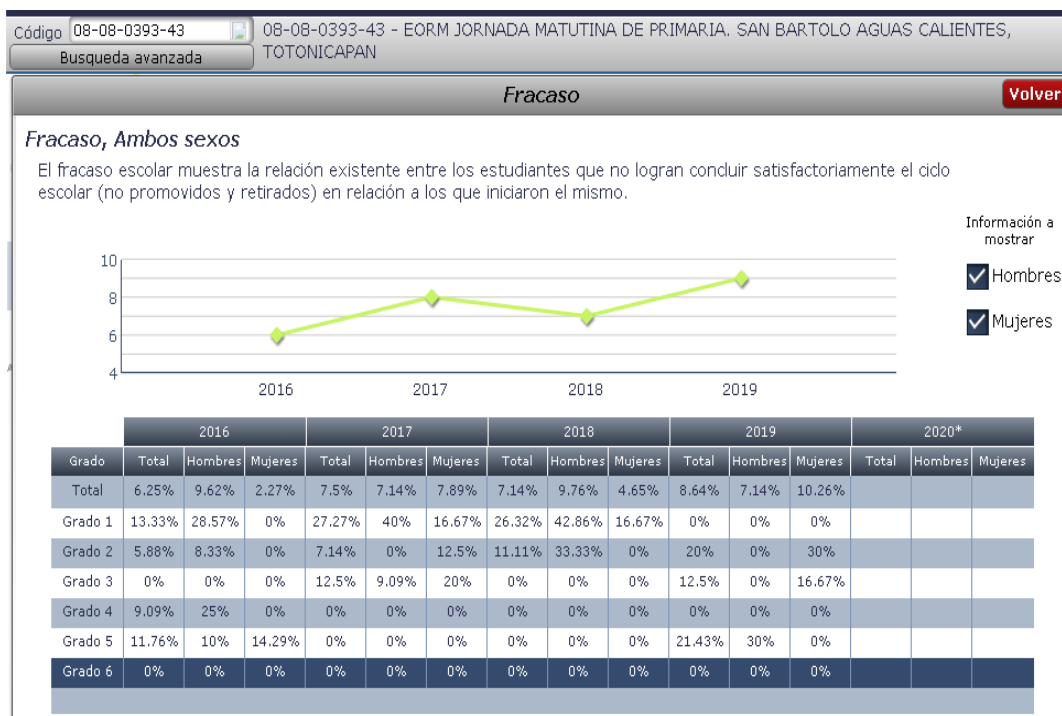 Código 08-08-0393-43 08-08-0393-43 - EORM JORNADA MATUTINA DE PRIMARIA. SAN BARTOLO AGUAS CALIENTES,
Busqueda avanzada TOTONICAPAN
Fracaso Volver
Fracaso, Ambos sexos
El fracaso escolar muestra la relación existente entre los estudiantes que no logran concluir satisfactoriamente el ciclo
escolar (no promovidos y retirados) en relación a los que iniciaron el mismo.
Información a
mostrar
Hombres
Mujeres
10
8
6
4
2016 2017 2018 2019
2016 2017 2018 2019 2020*
Grado Total Hombres Mujeres Total Hombres Mujeres Total Hombres Mujeres Total Hombres Mujeres Total Hombres Mujeres
Total 6.25% 9.62% 2.27% 7.5% 7.14% 7.89% 7.14% 9.76% 4.65% 8.64% 7.14% 10.26%
Grado 1 13.33% 28.57% 0% 27.27% 40% 16.67% 26.32% 42.86% 16.67% 0% 0% 0%
Grado 2 5.88% 8.33% 0% 7.14% 0% 12.5% 11.11% 33.33% 0% 20% 0% 30%
Grado 3 0% 0% 0% 12.5% 9.09% 20% 0% 0% 0% 12.5% 0% 16.67%
Grado 4 9.09% 25% 0% 0% 0% 0% 0% 0% 0% 0% 0% 0%
Grado 5 11.76% 10% 14.29% 0% 0% 0% 0% 0% 0% 21.43% 30% 0%
Grado 6 0% 0% 0% 0% 0% 0% 0% 0% 0% 0% 0% 0%